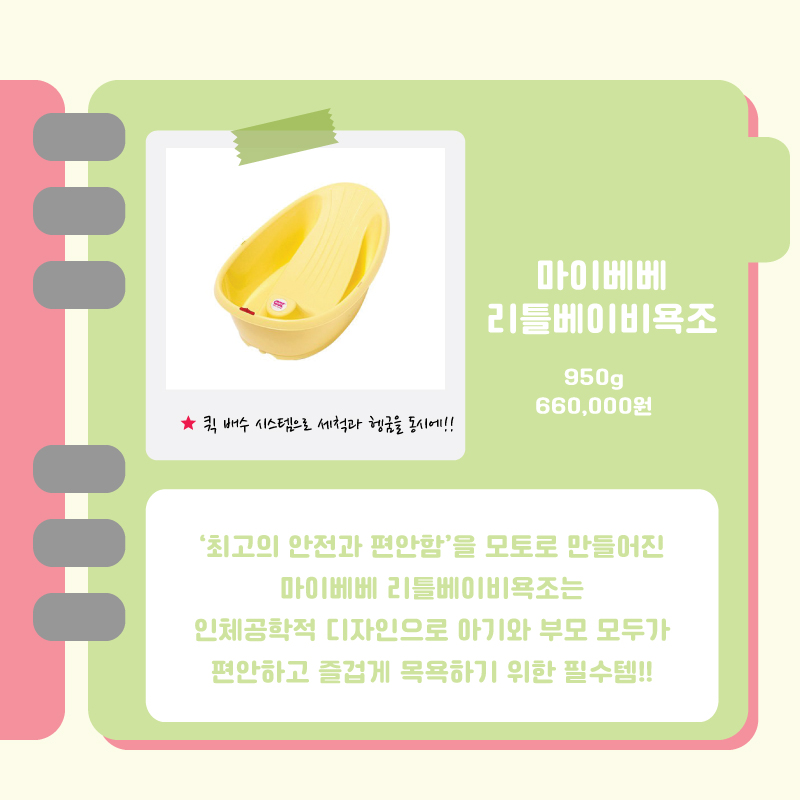 마이베베
리틀베이비욕조
950g
660,000원
★ 퀵 배수 시스템으로 세척과 헹굼을 동시에!!
‘최고의 안전과 편안함’을 모토로 만들어진
마이베베 리틀베이비욕조는
인체공학적 디자인으로 아기와 부모 모두가
편안하고 즐겁게 목욕하기 위한 필수템!!